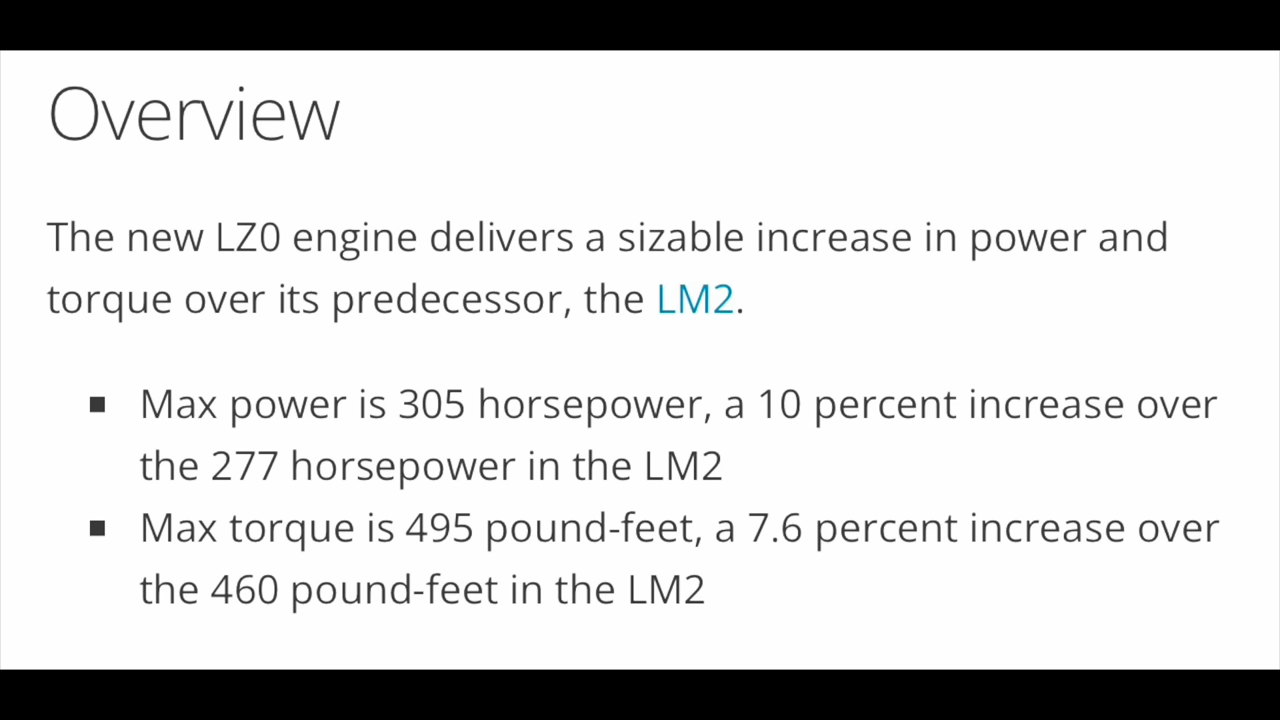 Overview
The new LZ0 engine delivers a sizable increase in power and
torque over its predecessor, the LM2.
▪ Max power is 305 horsepower, a 10 percent increase over
the 277 horsepower in the LM2
▪ Max torque is 495 pound-feet, a 7.6 percent increase over
the 460 pound-feet in the LM2